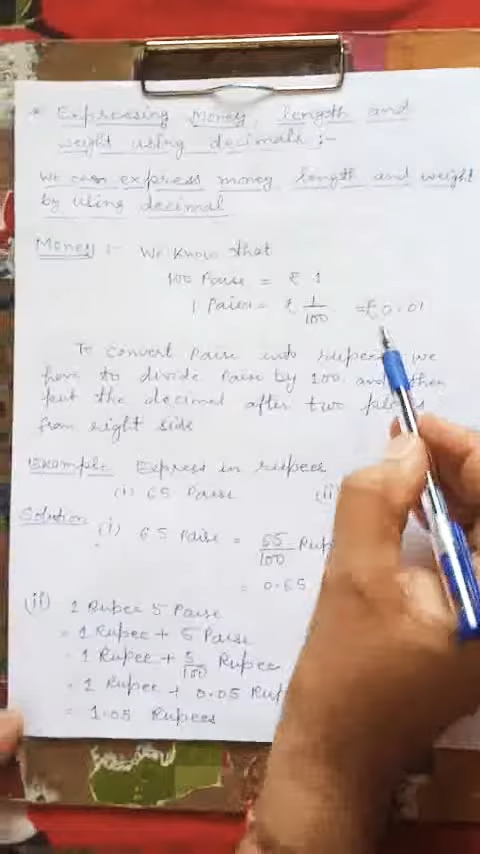 * Expressing Money, length and
weight using decimals :-
We can express money length and weight
by using decimal
Money :- We know that
100 Paise = ₹ 1
1 Paisa = ₹ 1/100 = ₹ 0.01
To convert Paise into rupees, we
have to divide Paise by 100 and then
put the decimal after two
from right side
Example Express in rupees
(i) 65 Paise (ii)
Solution (i) 65 Paise = 65/100
= 0.65
(ii) 1 Rupee 5 Paise
= 1 Rupee + 5 Paise
= 1 Rupee + 5/100 Rupee
= 1 Rupee + 0.05
= 1.05 Rupees